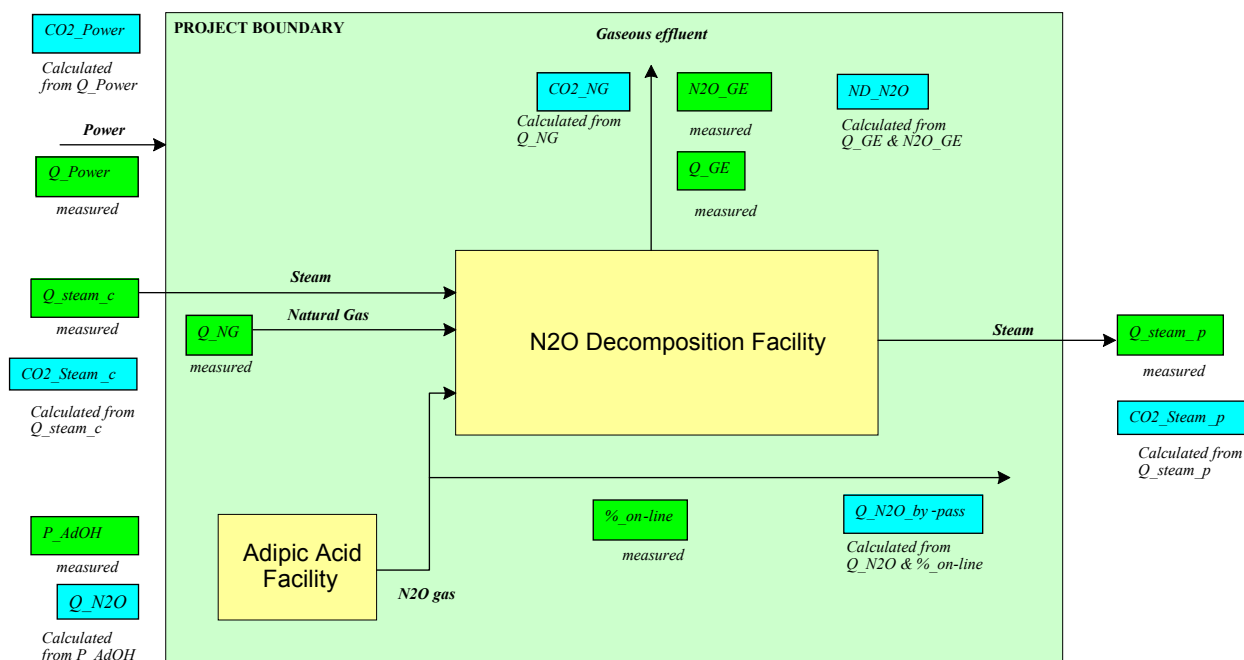 CO2_Power
Calculated
from Q_Power
Power
Q_Power
measured
Q_steam_c
measured
CO2_Steam_c
Calculated from
Q_steam_c
P_AdOH
measured
Q_N2O
Calculated
from P_AdOH
PROJECT BOUNDARY
Gaseous effluent
CO2_NG
Calculated from
Q_NG
N2O_GE
measured
Q_GE
measured
ND_N2O
Calculated from
Q_GE & N2O_GE
Steam
Natural Gas
Q_NG
measured
N2O Decomposition Facility
Steam
Q_steam_p
measured
CO2_Steam_p
Calculated from
Q_steam_p
Adipic Acid
Facility
N2O gas
%_on-line
measured
Q_N2O_by-pass
Calculated from
Q_N2O & %_on-line